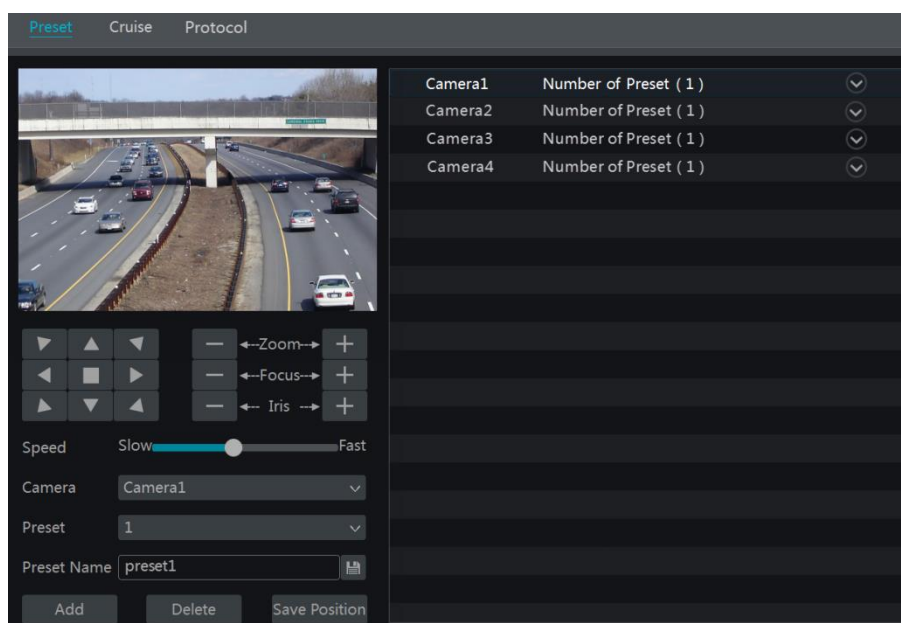 Preset Cruise Protocol
Camera1 Number of Preset ( 1 )
Camera2 Number of Preset ( 1 )
Camera3 Number of Preset ( 1 )
Camera4 Number of Preset ( 1 )
Zoom
Focus
Iris
Speed Slow Fast
Camera Camera1
Preset 1
Preset Name preset1
Add Delete Save Position